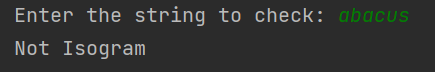 Enter the string to check: abacus
Not Isogram